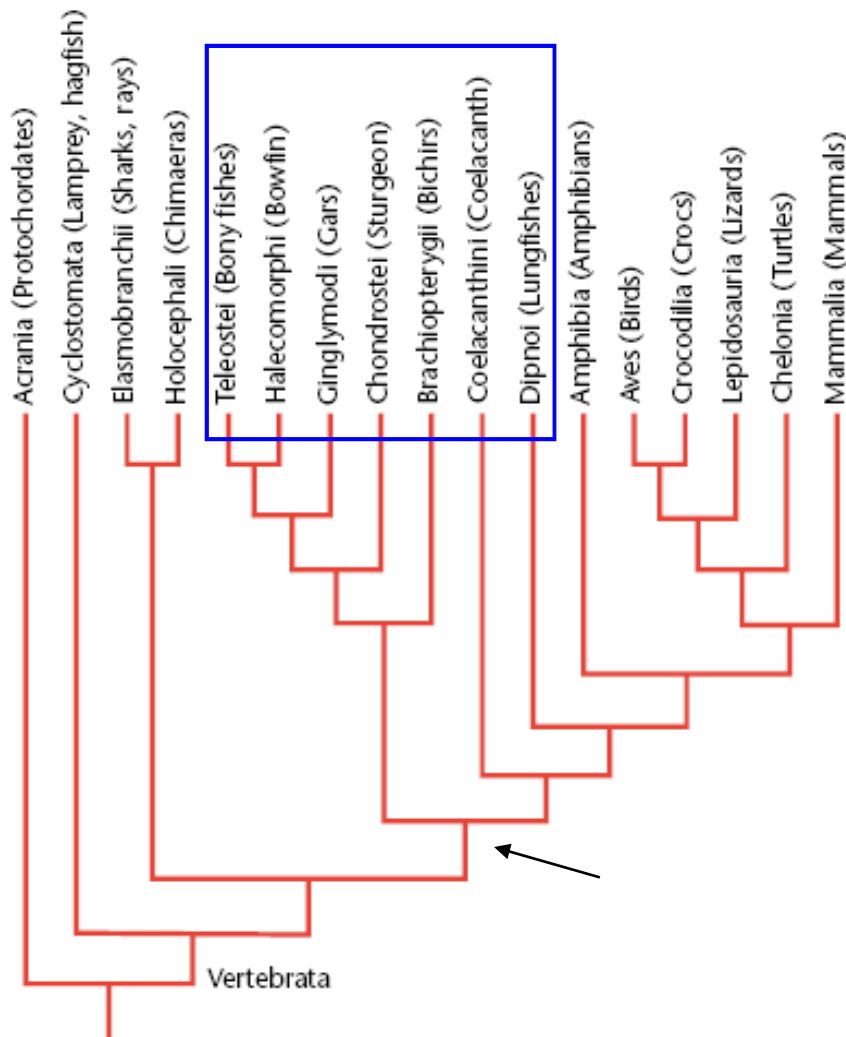 Acrania (Protochordates)
Cyclostomata (Lamprey, hagfish)
Elasmobranchii (Sharks, rays)
Holocephali (Chimaeras)
Teleostei (Bony fishes)
Halecomorphi (Bowfin)
Ginglymodi (Gars)
Chondrostei (Sturgeon)
Brachiopterygii (Bichirs)
Coelacanthini (Coelacanth)
Dipnoi (Lungfishes)
Amphibia (Amphibians)
Aves (Birds)
Crocodilia (Crocs)
Lepidosauria (Lizards)
Chelonia (Turtles)
Mammalia (Mammals)
Vertebrata